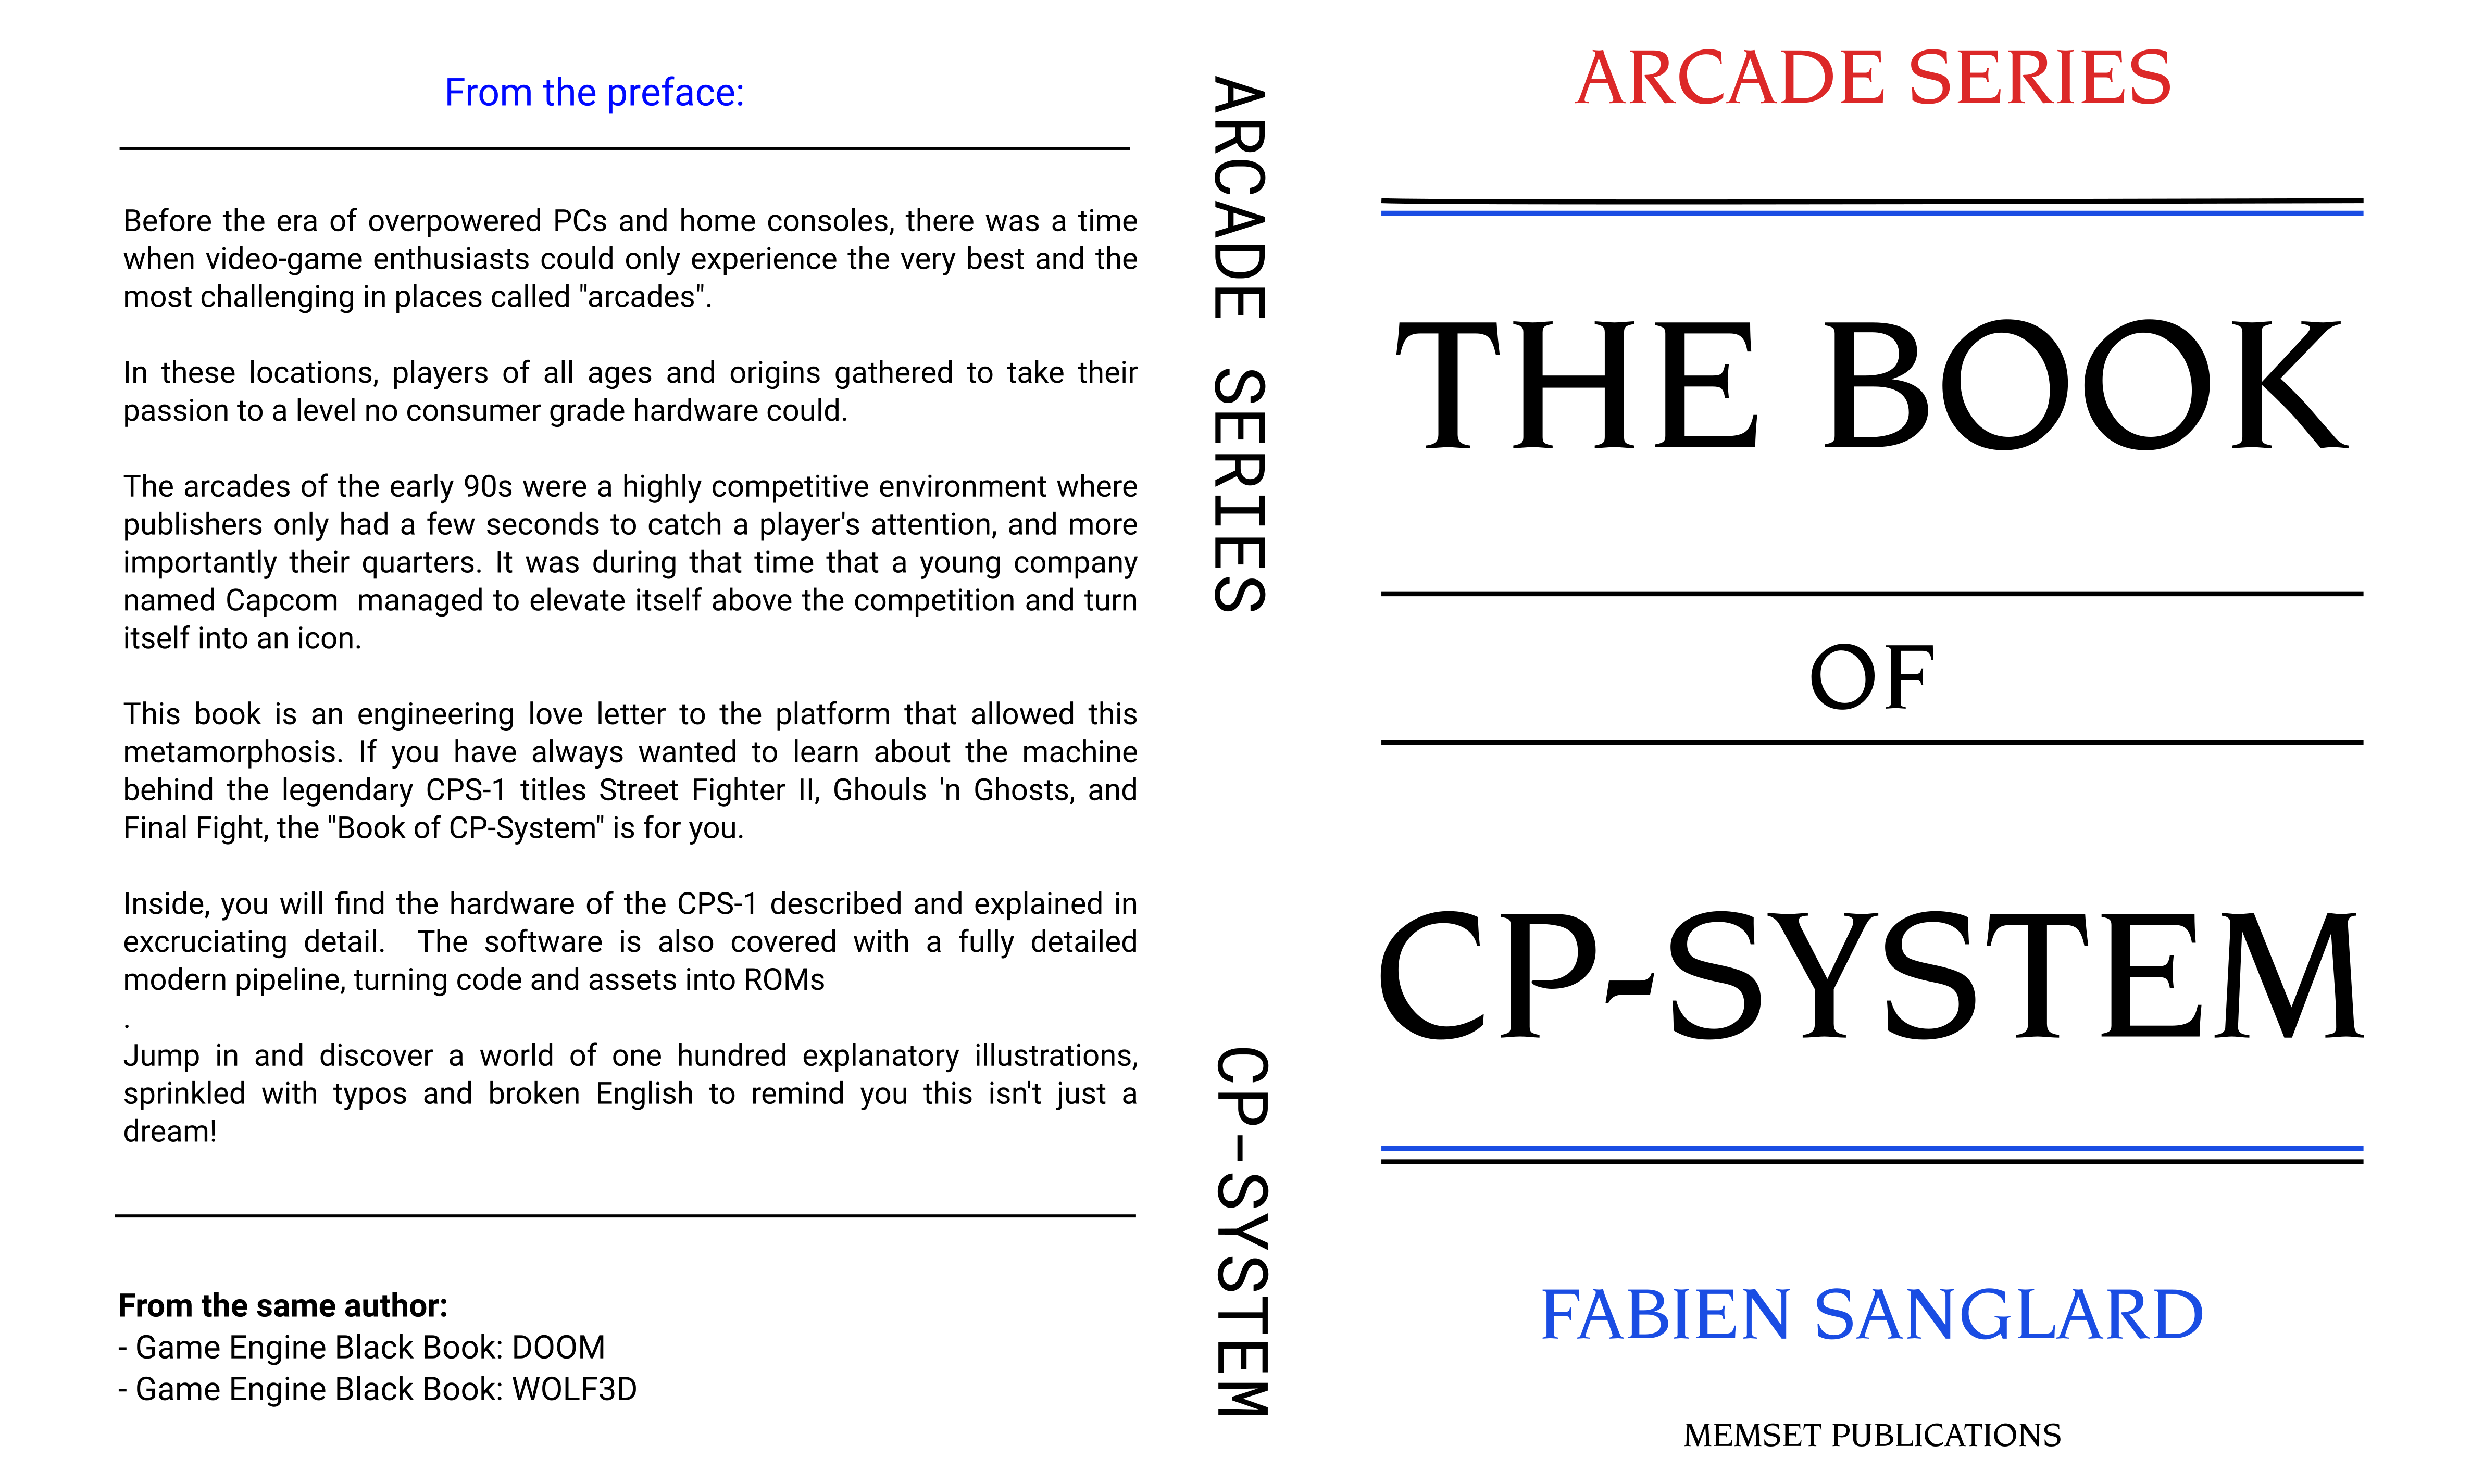 From the preface:
Before the era of overpowered PCs and home consoles, there was a time
when video-game enthusiasts could only experience the very best and the
most challenging in places called "arcades".
In these locations, players of all ages and origins gathered to take their
passion to a level no consumer grade hardware could.
The arcades of the early 90s were a highly competitive environment where
publishers only had a few seconds to catch a player's attention, and more
importantly their quarters. It was during that time that a young company
named Capcom  managed to elevate itself above the competition and turn
itself into an icon.
This book is an engineering love letter to the platform that allowed this
metamorphosis. If you have always wanted to learn about the machine
behind the legendary CPS-1 titles Street Fighter II, Ghouls 'n Ghosts, and
Final Fight, the "Book of CP-System" is for you.
Inside, you will find the hardware of the CPS-1 described and explained in
excruciating detail.  The software is also covered with a fully detailed
modern pipeline, turning code and assets into ROMs
.
Jump in and discover a world of one hundred explanatory illustrations,
sprinkled with typos and broken English to remind you this isn't just a
dream!
From the same author:
- Game Engine Black Book: DOOM
- Game Engine Black Book: WOLF3D
ARCADE SERIES
CP-SYSTEM
ARCADE SERIES
THE BOOK
OF
CP-SYSTEM
FABIEN SANGLARD
MEMSET PUBLICATIONS